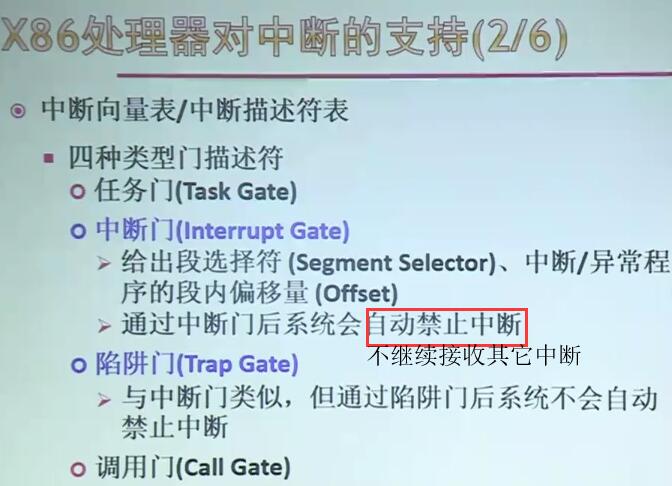 X86处理器对中断的支持(2/6)
中断向量表/中断描述符表
四种类型门描述符
任务门(Task Gate)
中断门(Interrupt Gate)
给出段选择符 (Segment Selector)、中断/异常程
序的段内偏移量 (Offset)
通过中断门后系统会自动禁止中断
不继续接收其它中断
陷阱门(Trap Gate)
与中断门类似，但通过陷阱门后系统不会自动
禁止中断
调用门(Call Gate)